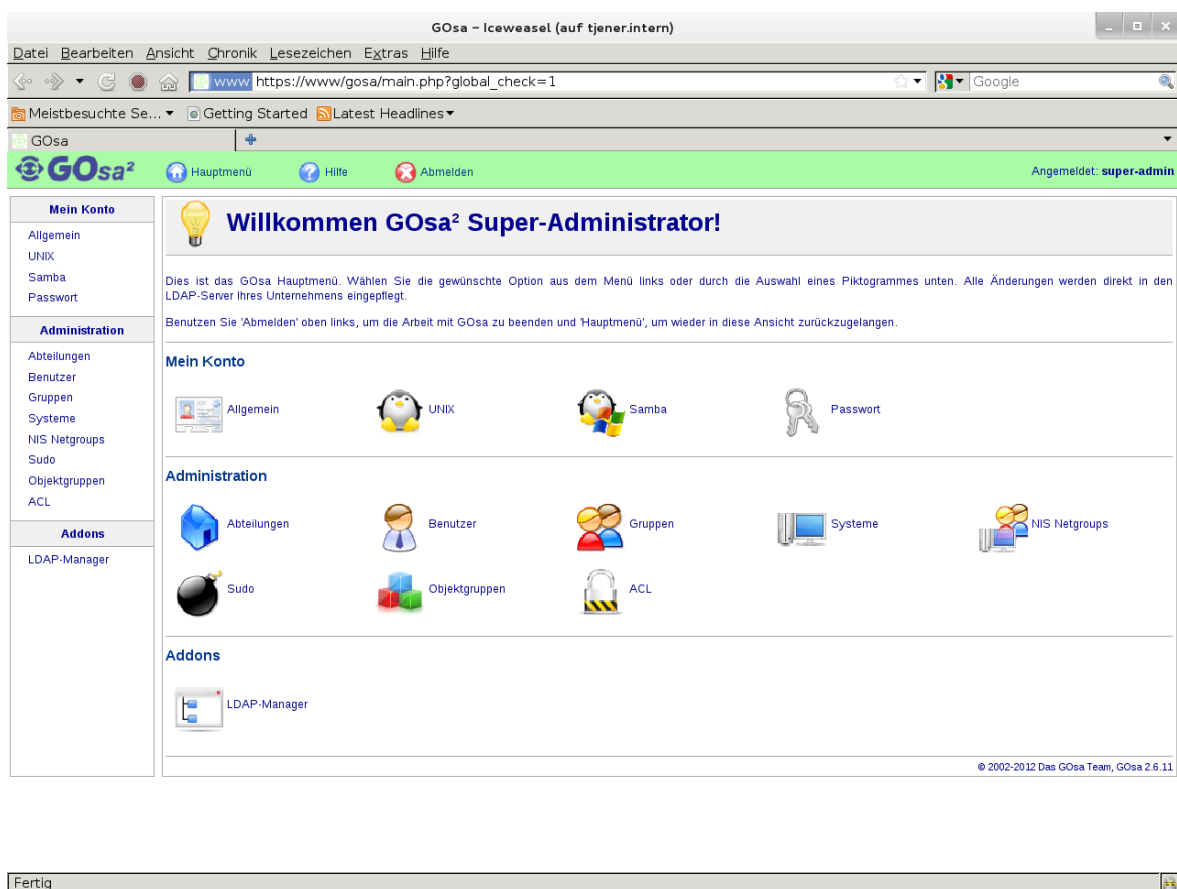 GOsa – Iceweasel (auf tjener.intern)
Datei Bearbeiten Ansicht Chronik Lesezeichen Extras Hilfe
www https://www/gosa/main.php?global_check=1 Google
Meistbesuchte Se... Getting Started Latest Headlines
GOsa
GOsa² Hauptmenü Hilfe Abmelden Angemeldet: super-admin
Mein Konto
Allgemein
UNIX
Samba
Passwort
Administration
Abteilungen
Benutzer
Gruppen
Systeme
NIS Netgroups
Sudo
Objektgruppen
ACL
Addons
LDAP-Manager
Willkommen GOsa² Super-Administrator!
Dies ist das GOsa Hauptmenü. Wählen Sie die gewünschte Option aus dem Menü links oder durch die Auswahl eines Piktogrammes unten. Alle Änderungen werden direkt in den
LDAP-Server Ihres Unternehmens eingepflegt.
Benutzen Sie 'Abmelden' oben links, um die Arbeit mit GOsa zu beenden und 'Hauptmenü', um wieder in diese Ansicht zurückzugelangen.
Mein Konto
Allgemein UNIX Samba Passwort
Administration
Abteilungen Benutzer Gruppen Systeme NIS Netgroups
Sudo Objektgruppen ACL
Addons
LDAP-Manager
© 2002-2012 Das GOsa Team, GOsa 2.6.11
Fertig